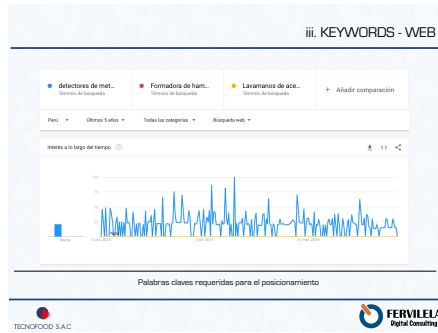 iii. KEYWORDS - WEB
detectores de met...
Término de búsqueda
Formadora de ham...
Término de búsqueda
Lavamanos de ace...
Término de búsqueda
+ Añadir comparación
Perú
Últimos 5 años
Todas las categorías
Búsqueda web
Interés a lo largo del tiempo
100
75
25
Media
2 jul. 2017
31 mar. 2019
Palabras claves requeridas para el posicionamiento
TECNOFOOD S.A.C
FERVILELA
Digital Consulting